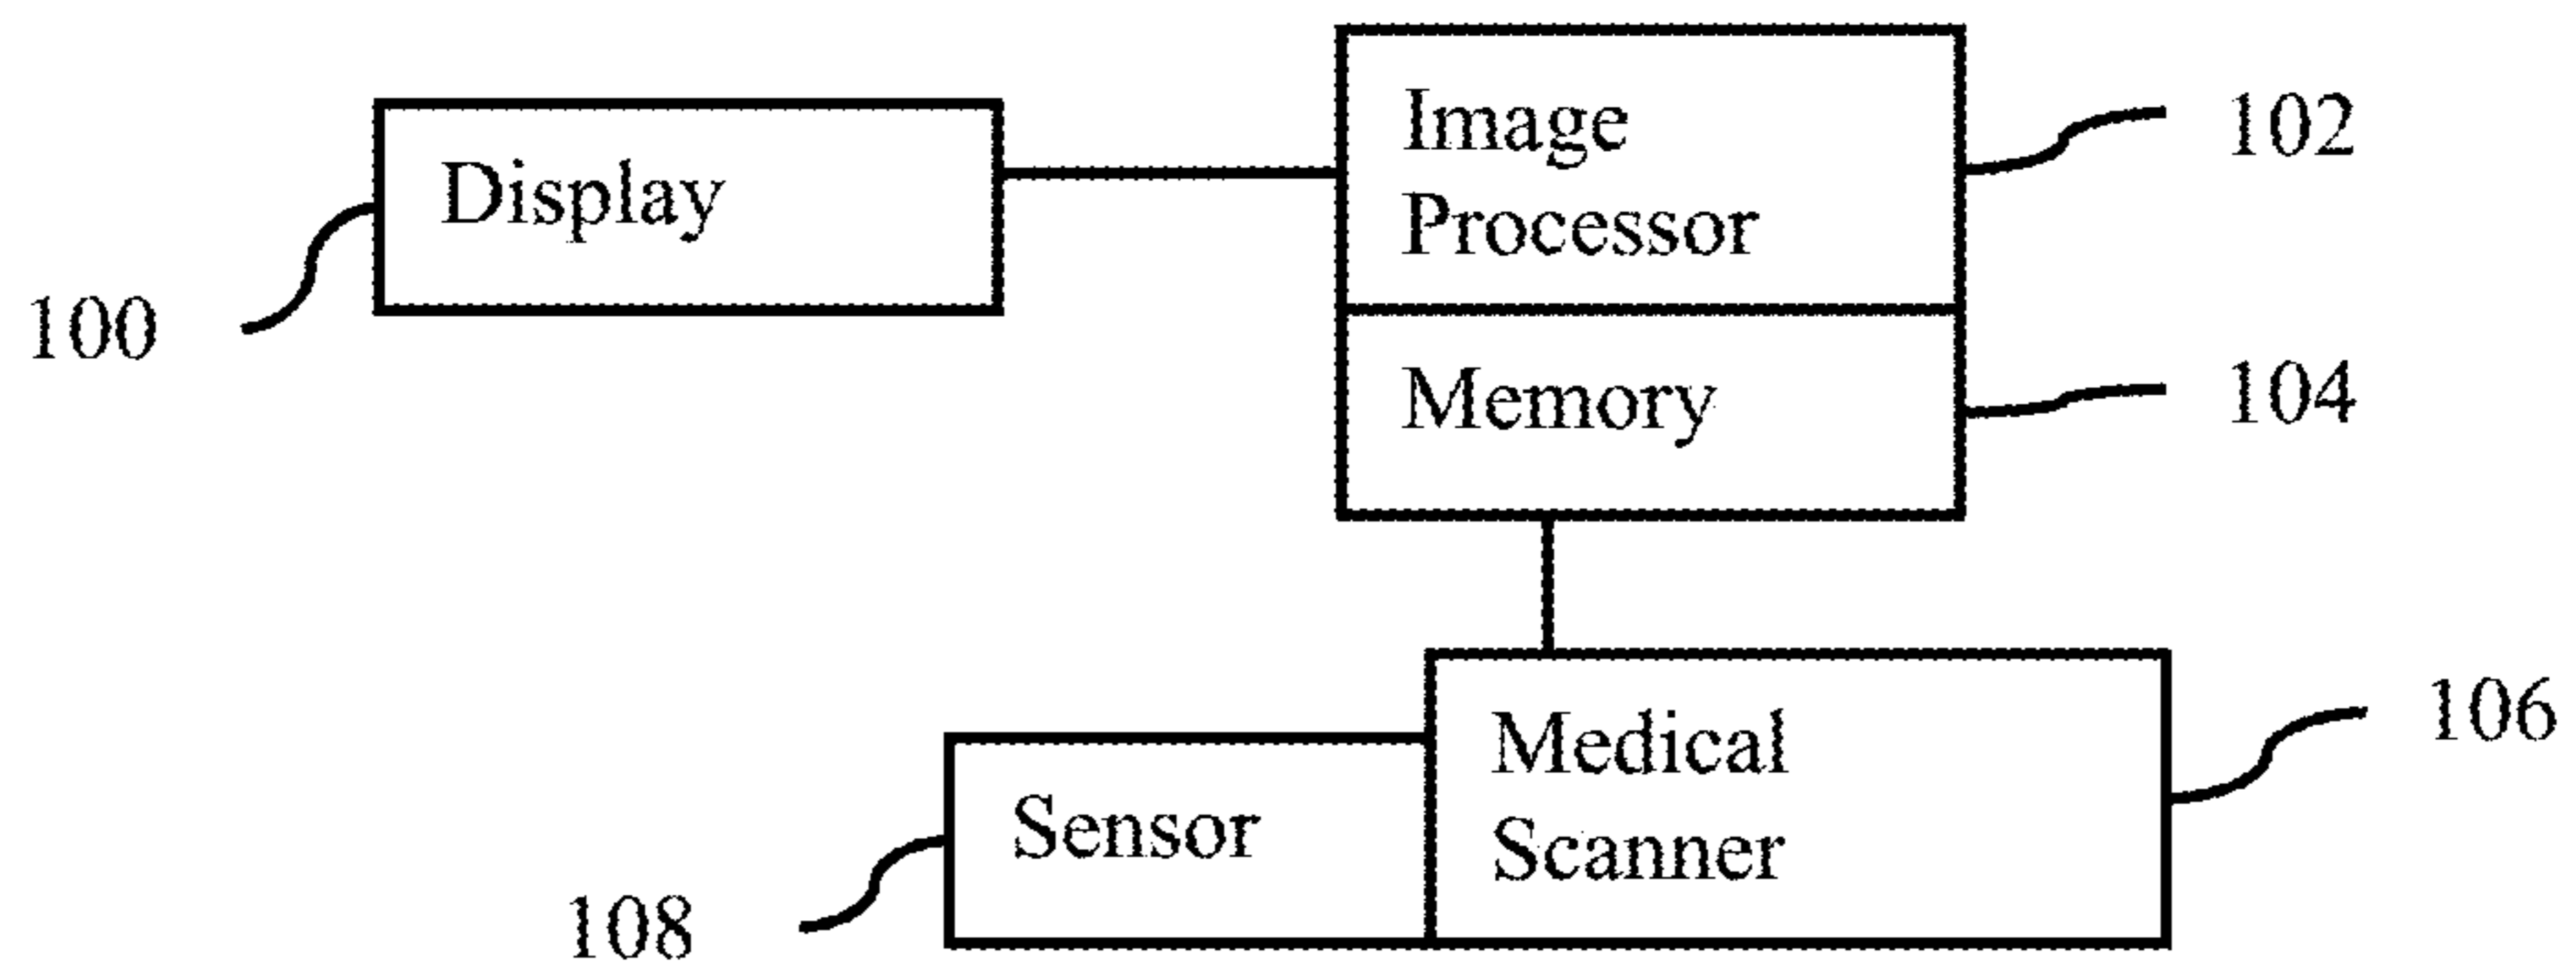 Display
100
Image
Processor
102
Memory
104
Medical
Scanner
106
Sensor
108